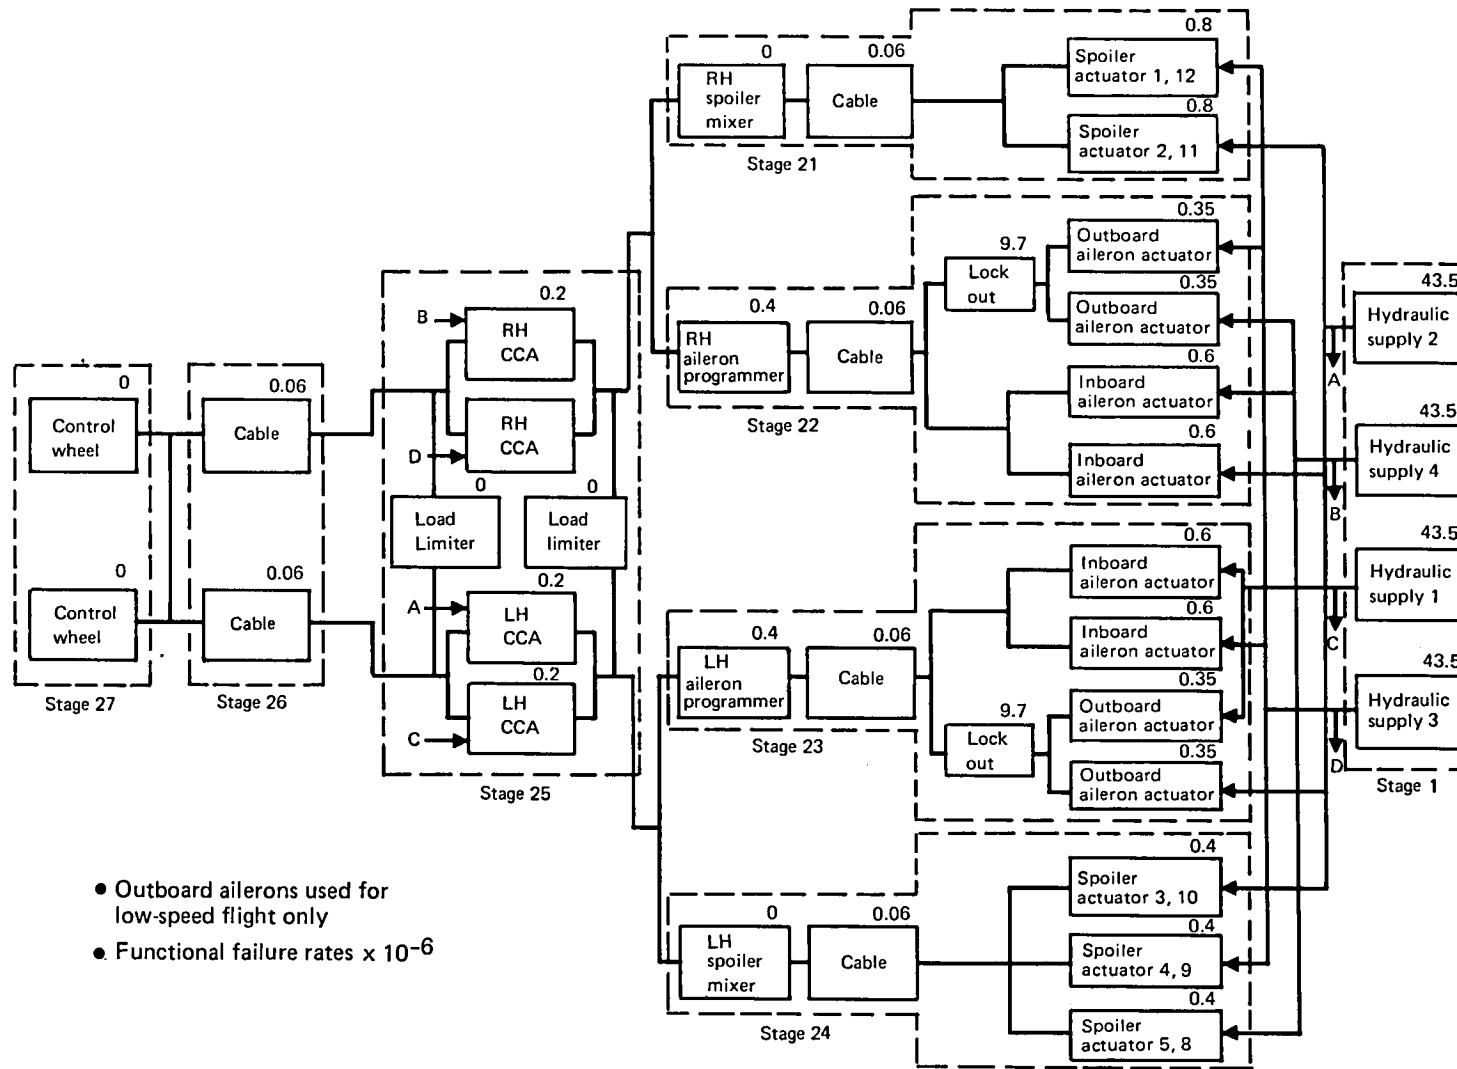 0.8
0
0.06
RH
spoiler
mixer
Cable
Spoiler
actuator 1, 12
0.8
Spoiler
actuator 2, 11
Stage 21
0.35
Outboard
aileron actuator
9.7
Lock
out
0.35
Outboard
aileron actuator
0.4
0.06
RH
aileron
programmer
Cable
0.6
Inboard
aileron actuator
0.6
Inboard
aileron actuator
Stage 22
43.5
Hydraulic
supply 2
A
43.5
Hydraulic
supply 4
B
43.5
Hydraulic
supply 1
C
43.5
Hydraulic
supply 3
D
Stage 1
0
Control
wheel
0.06
Cable
0
Control
wheel
0.06
Cable
Stage 27
Stage 26
0.2
B
RH
CCA
RH
CCA
D
0
Load
Limiter
0
Load
limiter
0.2
A
LH
CCA
0.2
LH
CCA
C
Stage 25
0.6
Inboard
aileron actuator
0.6
Inboard
aileron actuator
0.4
0.06
LH
aileron
programmer
Cable
0.35
Outboard
aileron actuator
9.7
Lock
out
0.35
Outboard
aileron actuator
Stage 23
0.4
Spoiler
actuator 3, 10
0
0.06
LH
spoiler
mixer
Cable
0.4
Spoiler
actuator 4, 9
0.4
Spoiler
actuator 5, 8
Stage 24
● Outboard ailerons used for
low-speed flight only
● Functional failure rates x 10⁻⁶